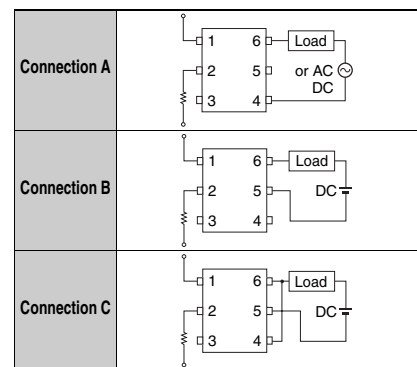 Connection A
1 6 Load
2 5 or AC
DC
3 4
Connection B
1 6 Load
2 5 DC
3 4
Connection C
1 6 Load
2 5 DC
3 4